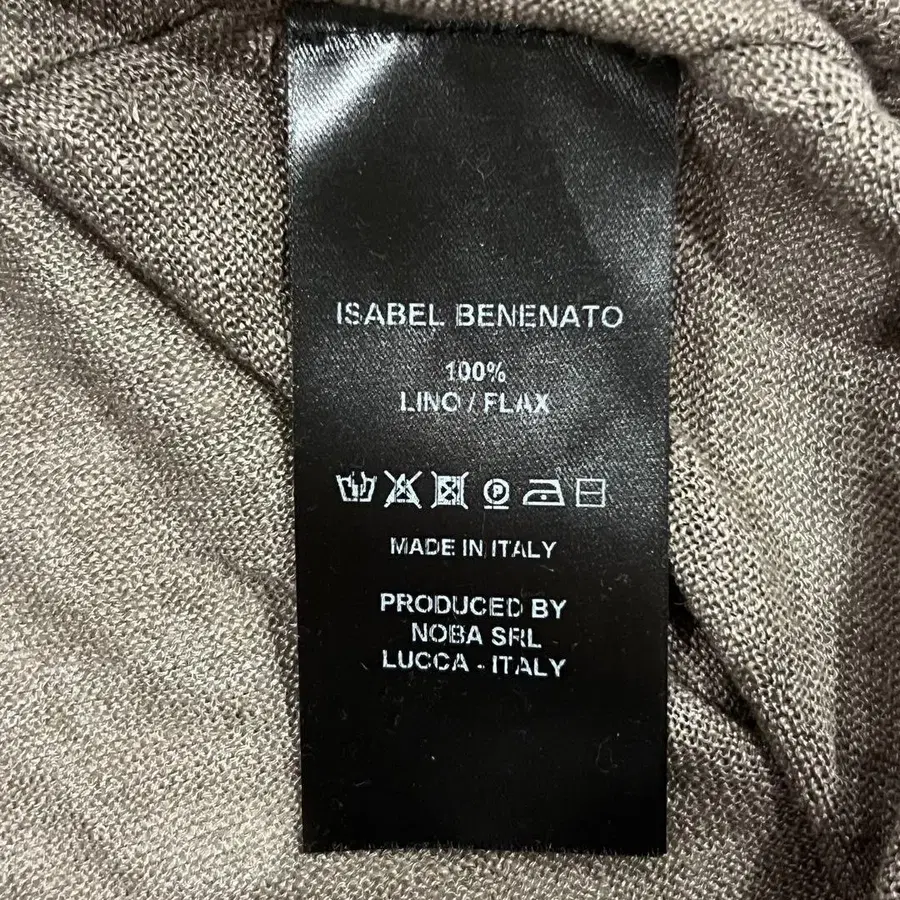 ISABEL BENENATO
100%
LINO / FLAX
P
MADE IN ITALY
PRODUCED BY
NOBA SRL
LUCCA - ITALY